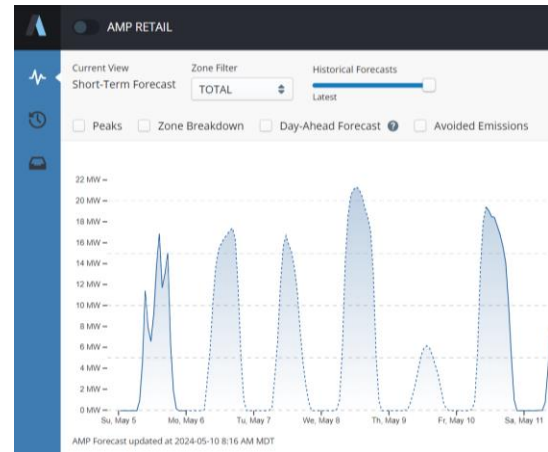 AMP RETAIL
Current View
Short-Term Forecast
Zone Filter
TOTAL
Historical Forecasts
Latest
Peaks
Zone Breakdown
Day-Ahead Forecast ?
Avoided Emissions
22 MW
20 MW
18 MW
16 MW
14 MW
12 MW
10 MW
8 MW
6 MW
4 MW
2 MW
0 MW
Su, May 5
Mo, May 6
Tu, May 7
We, May 8
Th, May 9
Fr, May 10
Sa, May 11
AMP Forecast updated at 2024-05-10 8:16 AM MDT